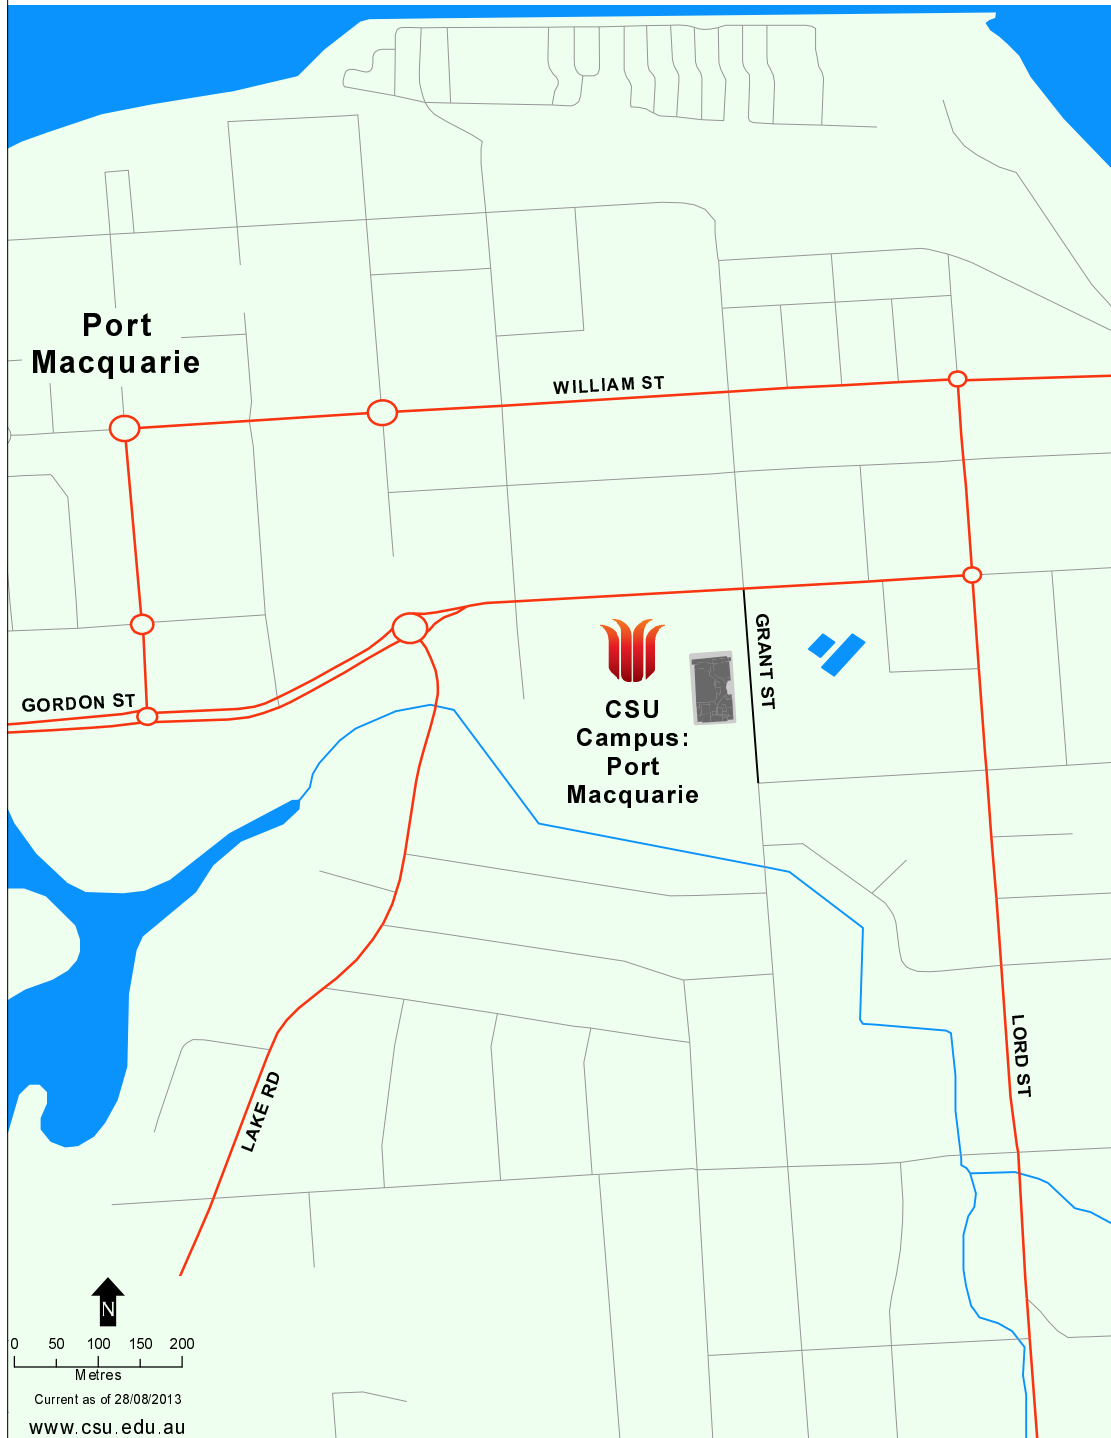 Port
Macquarie
WILLIAM ST
GRANT ST
GORDON ST
CSU
Campus:
Port
Macquarie
LORD ST
LAKE RD
N
0 50 100 150 200
Metres
Current as of 28/08/2013
www.csu.edu.au